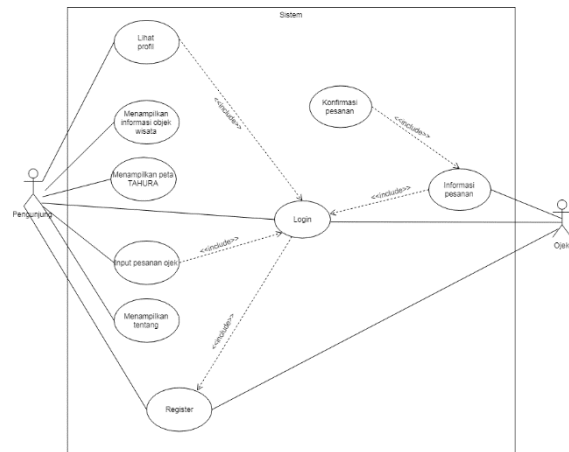 Sistem
Lihat
profil
<<include>>
Konfirmasi
pesanan
<<include>>
Menampilkan
informasi objek
wisata
Menampilkan peta
TAHURA
Informasi
pesanan
<<include>>
Pengunjung
Login
Ojek
<<include>>
Input pesanan ojek
Menampilkan
tentang
<<include>>
Register